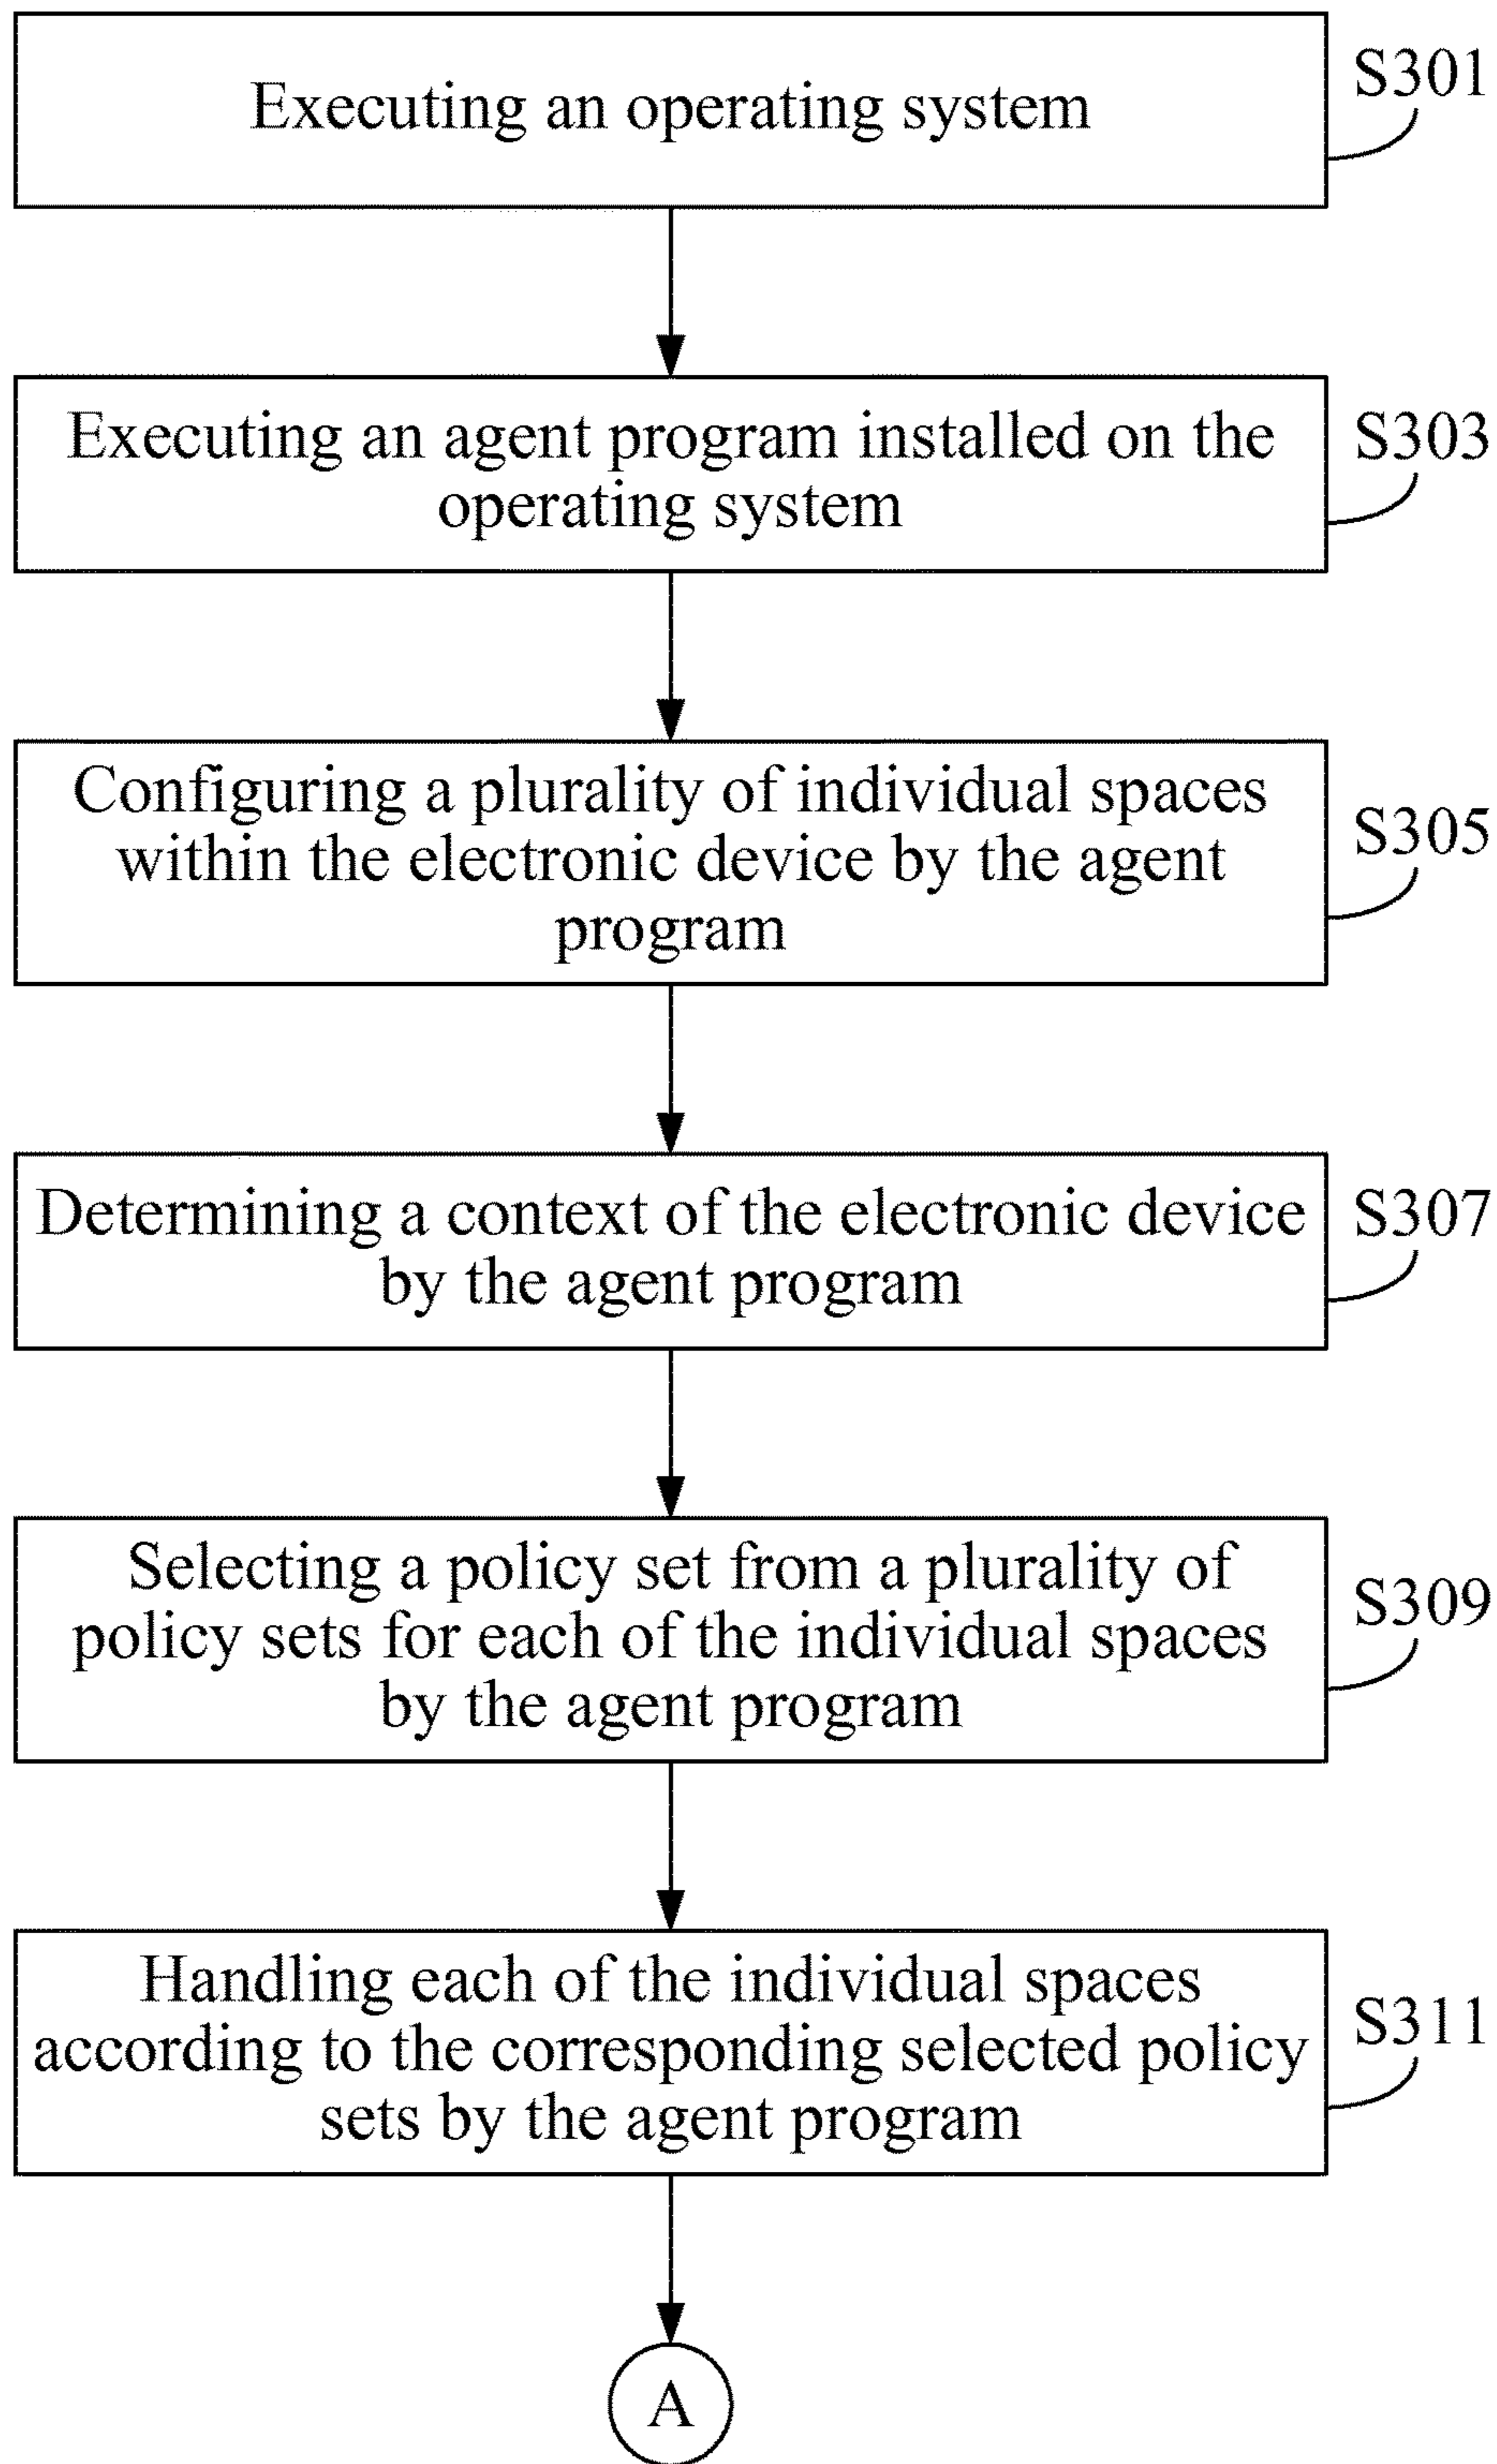 Executing an operating system
S301
Executing an agent program installed on the
operating system
S303
Configuring a plurality of individual spaces
within the electronic device by the agent
program
S305
Determining a context of the electronic device
by the agent program
S307
Selecting a policy set from a plurality of
policy sets for each of the individual spaces
by the agent program
S309
Handling each of the individual spaces
according to the corresponding selected policy
sets by the agent program
S311
A